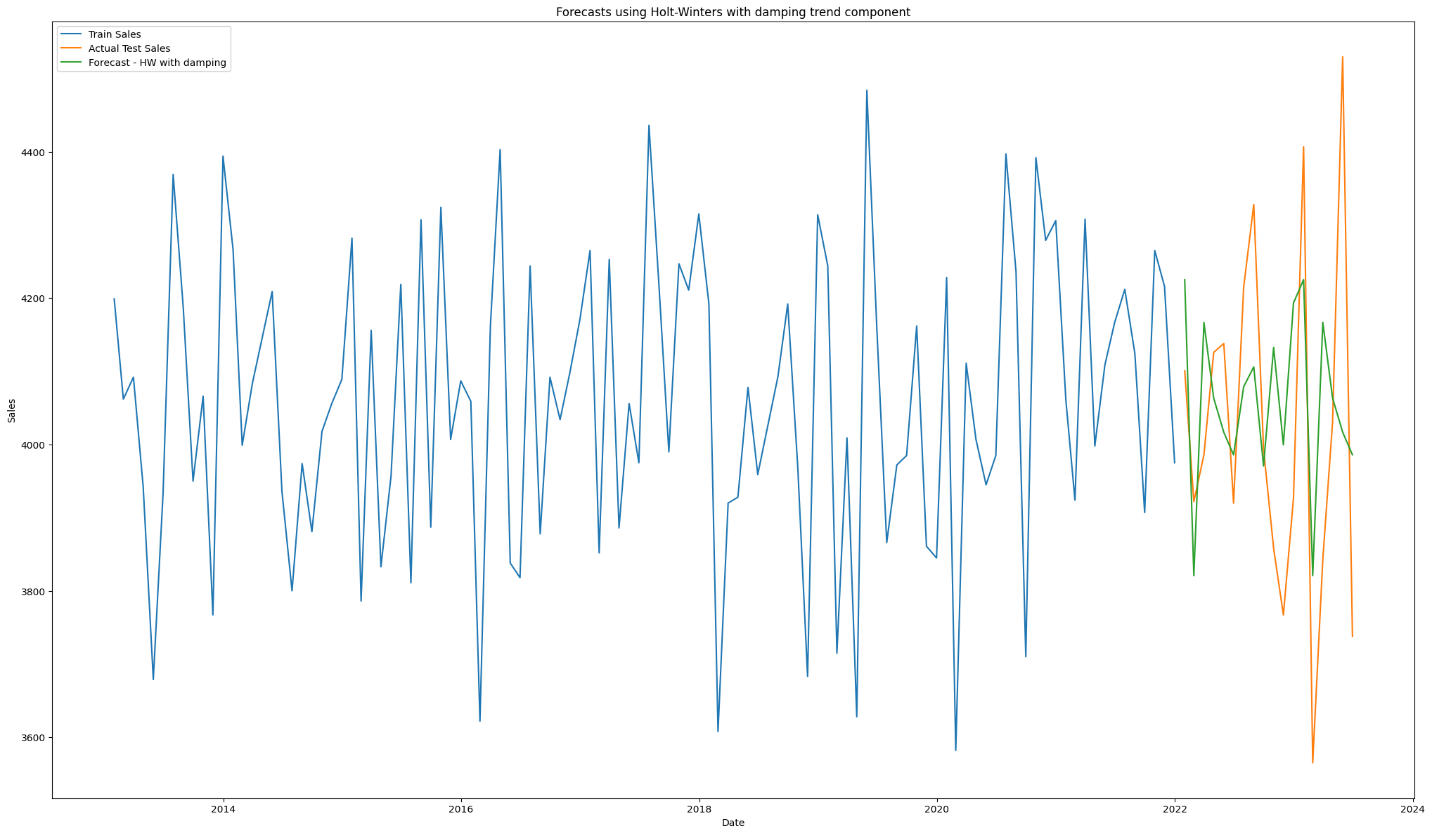 Forecasts using Holt-Winters with damping trend component
Train Sales
Actual Test Sales
Forecast - HW with damping
4400
4200
4000
3800
3600
Sales
2014
2016
2018
2020
2022
2024
Date